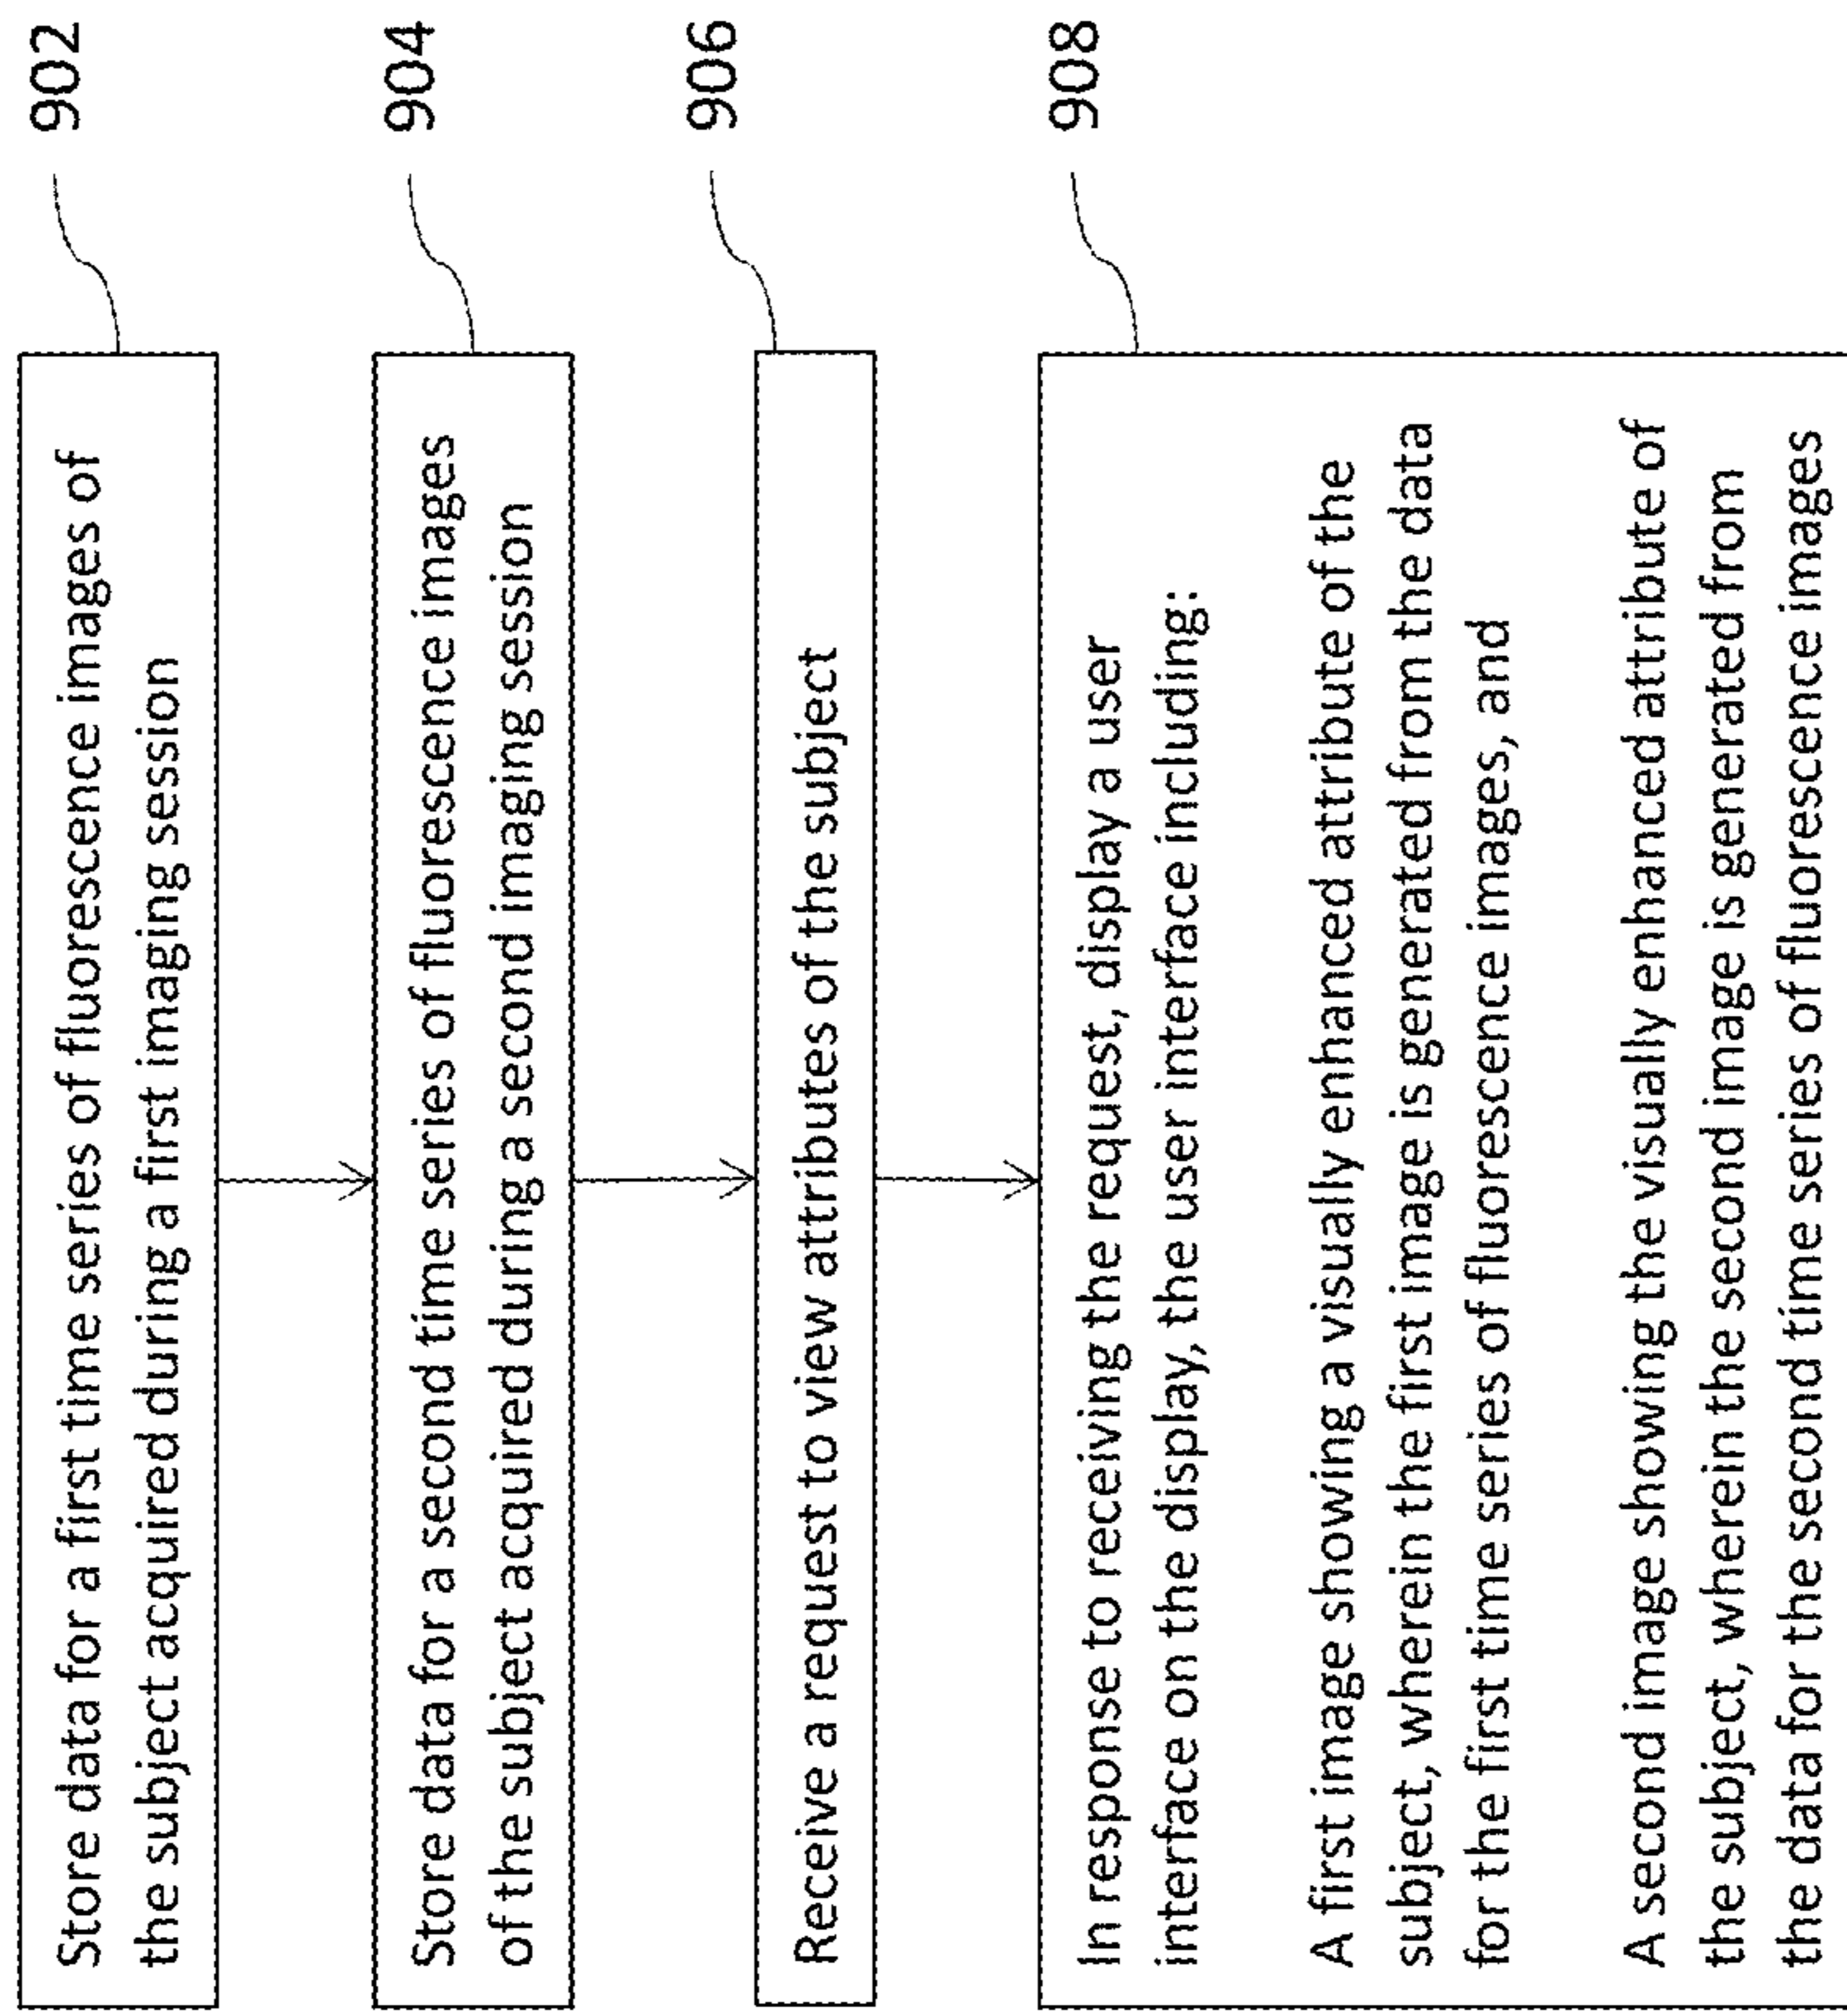 Store data for a first time series of fluorescence images of
the subject acquired during a first imaging session
902
Store data for a second time series of fluorescence images
of the subject acquired during a second imaging session
904
Receive a request to view attributes of the subject
906
In response to receiving the request, display a user
interface on the display, the user interface including:
A first image showing a visually enhanced attribute of the
subject, wherein the first image is generated from the data
for the first time series of fluorescence images, and
A second image showing the visually enhanced attribute of
the subject, wherein the second image is generated from
the data for the second time series of fluorescence images
908